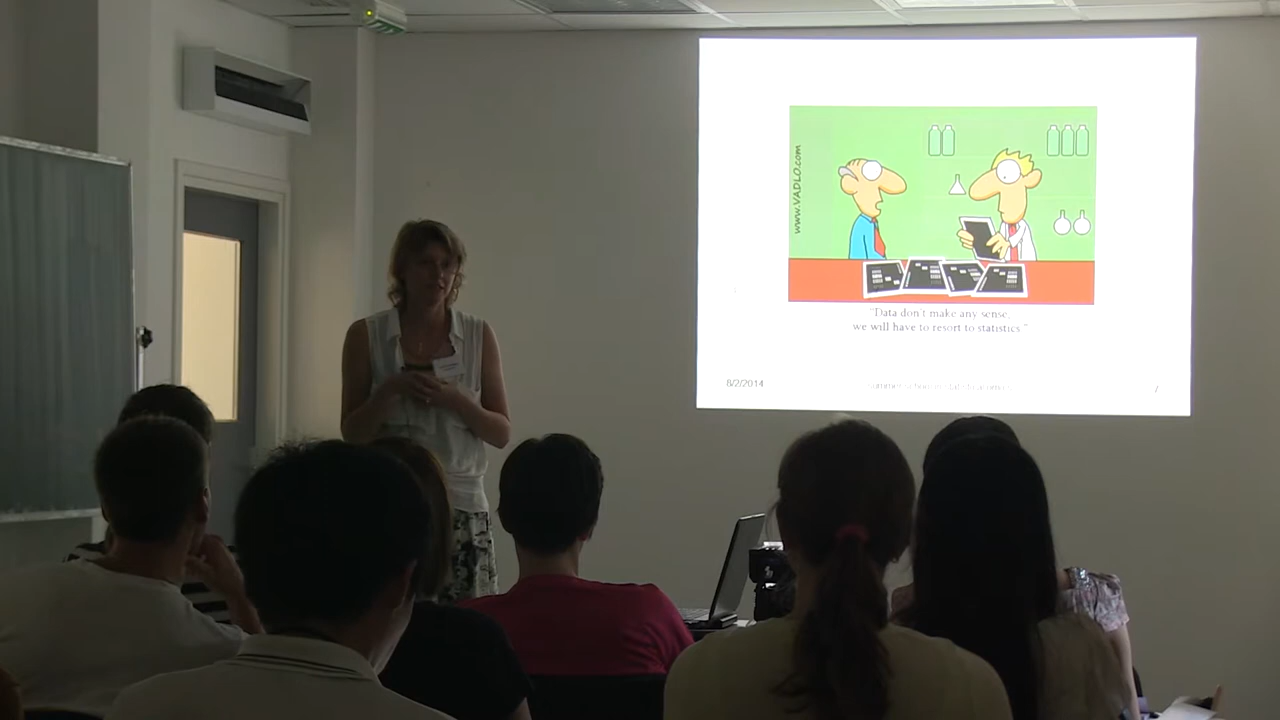 www.VADLO.com
"Data don't make any sense,
we will have to resort to statistics."
8/2/2014